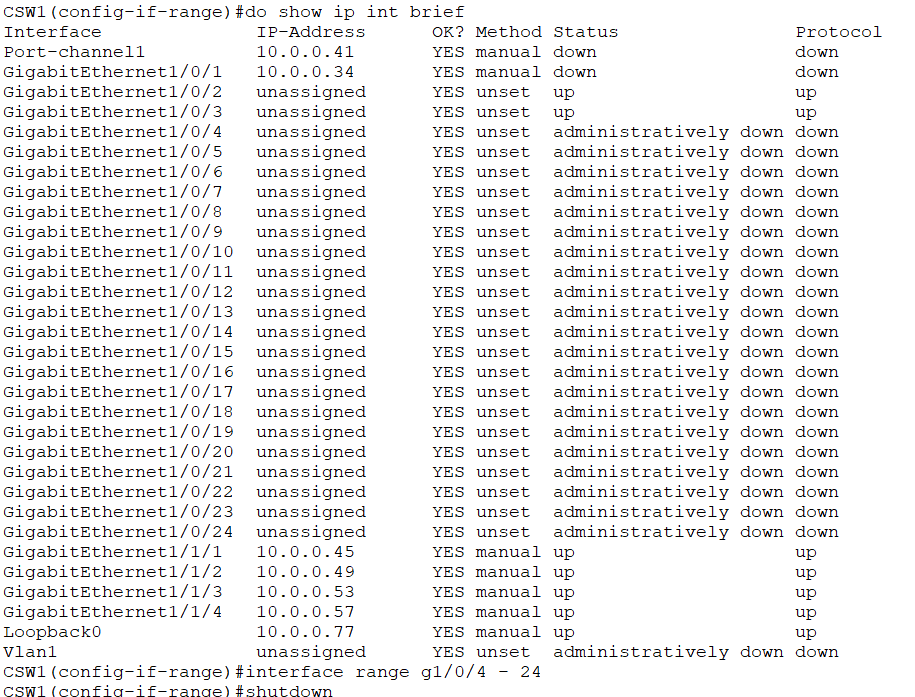 CSW1(config-if-range)#do show ip int brief
Interface              IP-Address      OK? Method Status                Protocol
Port-channel1          10.0.0.41       YES manual down                  down
GigabitEthernet1/0/1   10.0.0.34       YES manual down                  down
GigabitEthernet1/0/2   unassigned      YES unset  up                    up
GigabitEthernet1/0/3   unassigned      YES unset  up                    up
GigabitEthernet1/0/4   unassigned      YES unset  administratively down down
GigabitEthernet1/0/5   unassigned      YES unset  administratively down down
GigabitEthernet1/0/6   unassigned      YES unset  administratively down down
GigabitEthernet1/0/7   unassigned      YES unset  administratively down down
GigabitEthernet1/0/8   unassigned      YES unset  administratively down down
GigabitEthernet1/0/9   unassigned      YES unset  administratively down down
GigabitEthernet1/0/10  unassigned      YES unset  administratively down down
GigabitEthernet1/0/11  unassigned      YES unset  administratively down down
GigabitEthernet1/0/12  unassigned      YES unset  administratively down down
GigabitEthernet1/0/13  unassigned      YES unset  administratively down down
GigabitEthernet1/0/14  unassigned      YES unset  administratively down down
GigabitEthernet1/0/15  unassigned      YES unset  administratively down down
GigabitEthernet1/0/16  unassigned      YES unset  administratively down down
GigabitEthernet1/0/17  unassigned      YES unset  administratively down down
GigabitEthernet1/0/18  unassigned      YES unset  administratively down down
GigabitEthernet1/0/19  unassigned      YES unset  administratively down down
GigabitEthernet1/0/20  unassigned      YES unset  administratively down down
GigabitEthernet1/0/21  unassigned      YES unset  administratively down down
GigabitEthernet1/0/22  unassigned      YES unset  administratively down down
GigabitEthernet1/0/23  unassigned      YES unset  administratively down down
GigabitEthernet1/0/24  unassigned      YES unset  administratively down down
GigabitEthernet1/1/1   10.0.0.45       YES manual up                    up
GigabitEthernet1/1/2   10.0.0.49       YES manual up                    up
GigabitEthernet1/1/3   10.0.0.53       YES manual up                    up
GigabitEthernet1/1/4   10.0.0.57       YES manual up                    up
Loopback0              10.0.0.77       YES manual up                    up
Vlan1                  unassigned      YES unset  administratively down down
CSW1(config-if-range)#interface range g1/0/4 - 24
CSW1(config-if-range)#shutdown